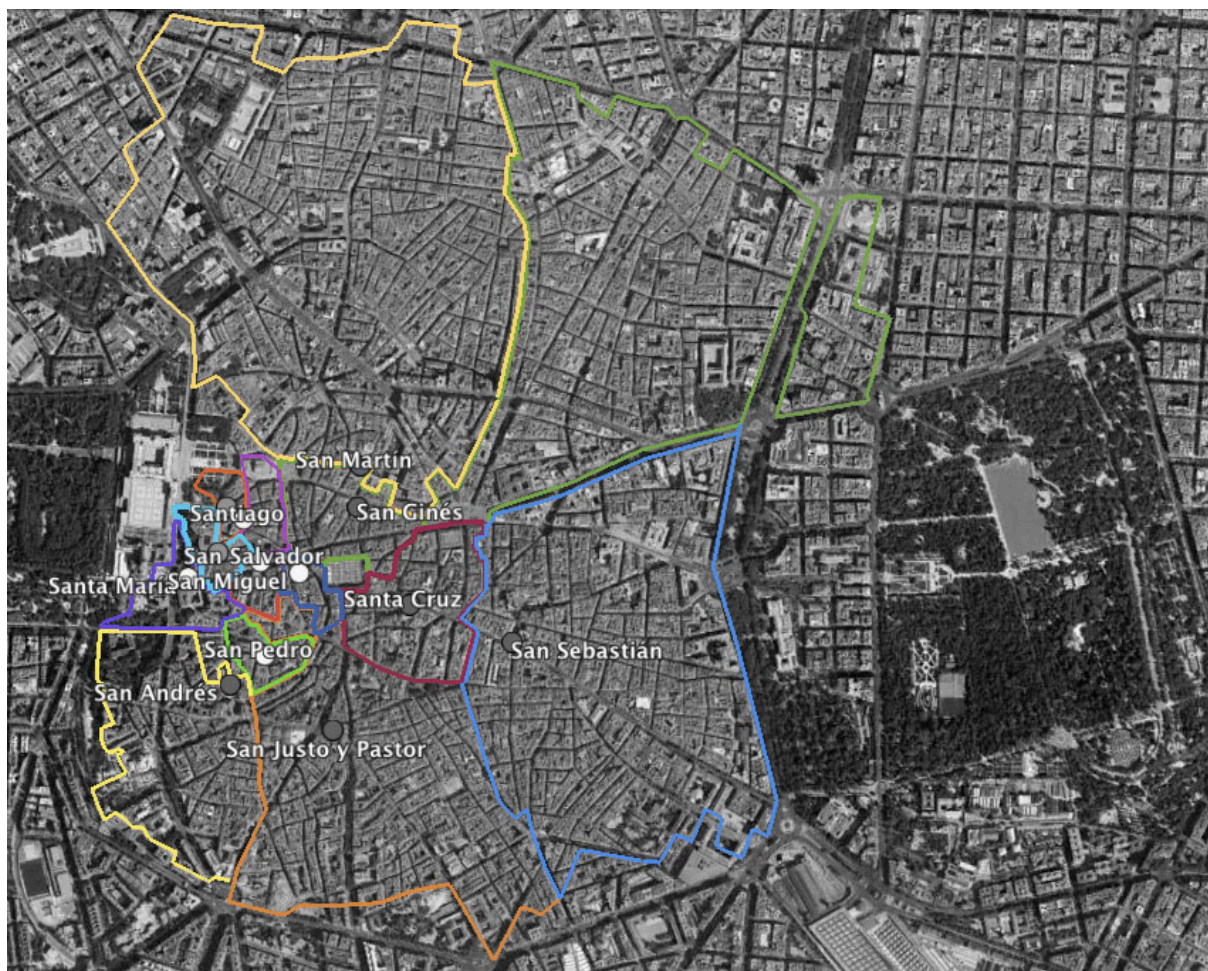 San Martín
San Ginés
Santiago
San Salvador
Santa María
San Miguel
Santa Cruz
San Pedro
San Sebastián
San Andrés
San Justo y Pastor